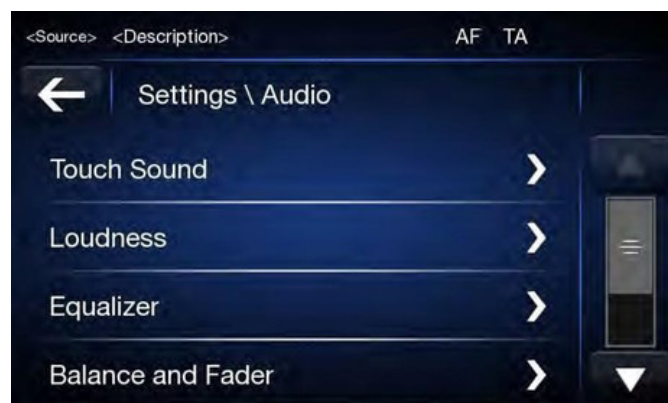 <Source> <Description> AF TA
Settings \ Audio
Touch Sound
Loudness
Equalizer
Balance and Fader